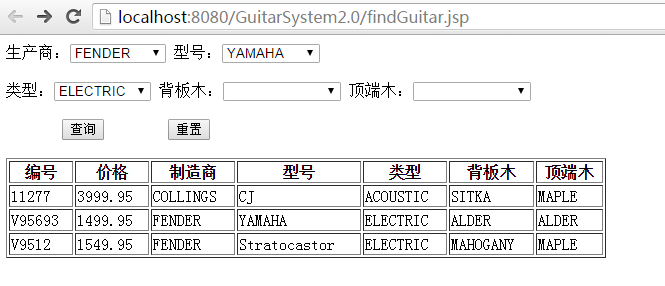 localhost:8080/GuitarSystem2.0/findGuitar.jsp
生产商： FENDER 型号： YAMAHA
类型： ELECTRIC 背板木： 顶端木：
查询 重置
编号 价格 制造商 型号 类型 背板木 顶端木
11277 3999.95 COLLINGS CJ ACOUSTIC SITKA MAPLE
V95693 1499.95 FENDER YAMAHA ELECTRIC ALDER ALDER
V9512 1549.95 FENDER Stratocastor ELECTRIC MAHOGANY MAPLE